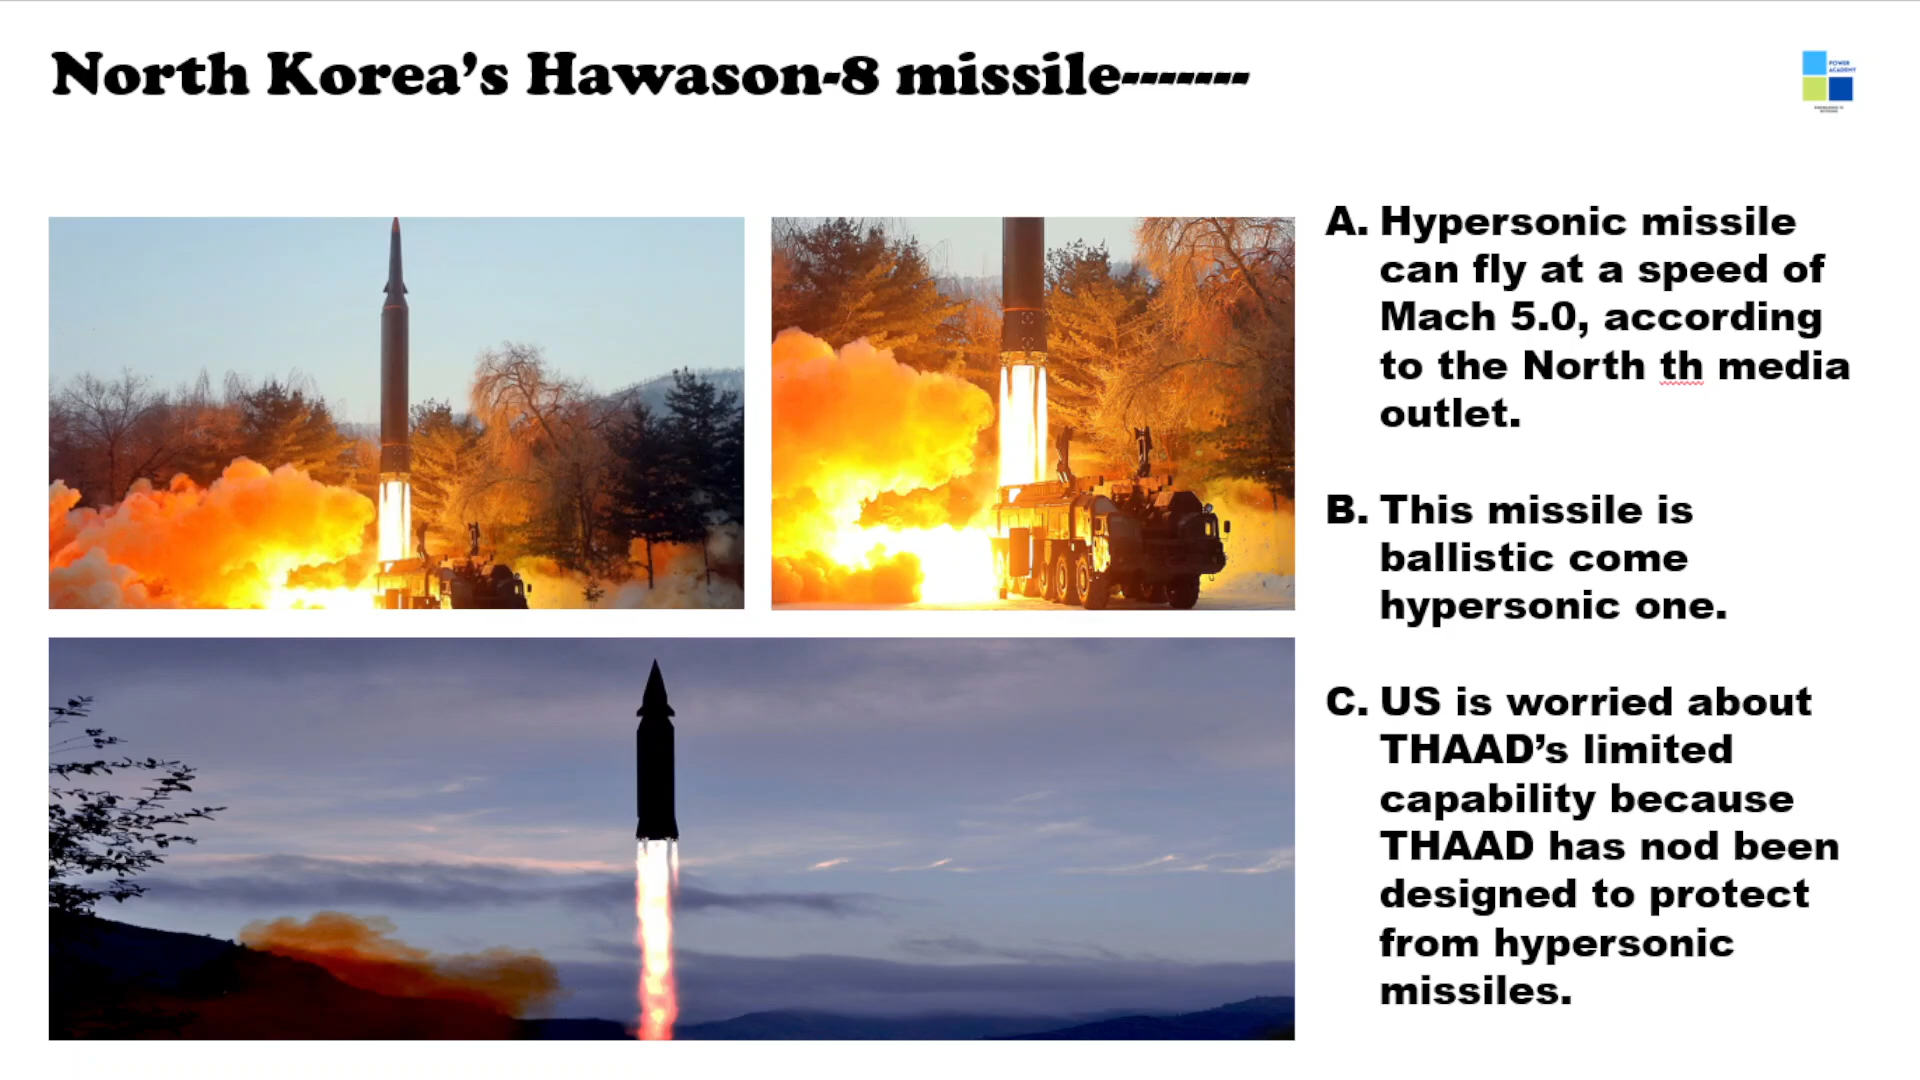 North Korea’s Hawason-8 missile-------
POWER
ACADEMY
A. Hypersonic missile
can fly at a speed of
Mach 5.0, according
to the North th media
outlet.
B. This missile is
ballistic come
hypersonic one.
C. US is worried about
THAAD’s limited
capability because
THAAD has nod been
designed to protect
from hypersonic
missiles.